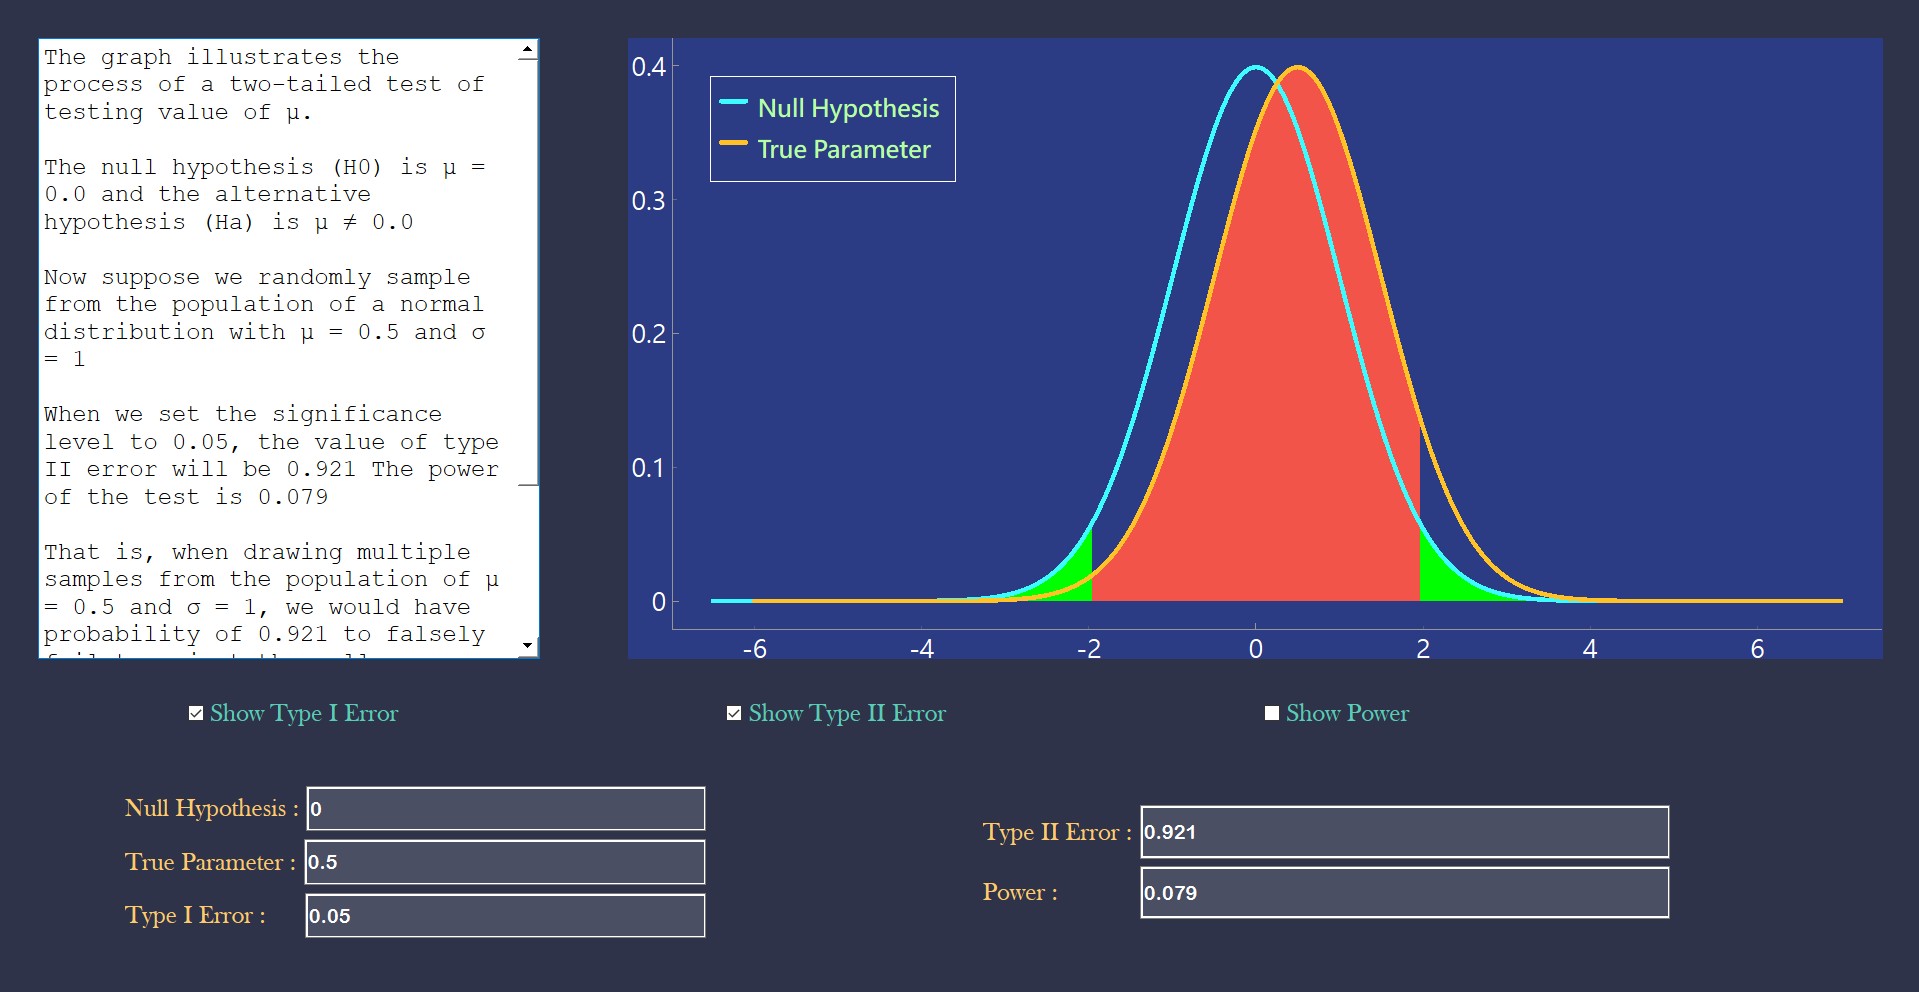 The graph illustrates the
process of a two-tailed test of
testing value of μ.
The null hypothesis (H0) is μ =
0.0 and the alternative
hypothesis (Ha) is μ ≠ 0.0
Now suppose we randomly sample
from the population of a normal
distribution with μ = 0.5 and σ
= 1
When we set the significance
level to 0.05, the value of type
II error will be 0.921 The power
of the test is 0.079
That is, when drawing multiple
samples from the population of μ
= 0.5 and σ = 1, we would have
probability of 0.921 to falsely
0.4
0.3
0.2
0.1
0
Null Hypothesis
True Parameter
-6 -4 -2 0 2 4 6
Show Type I Error
Show Type II Error
Show Power
Null Hypothesis : 0
True Parameter : 0.5
Type I Error : 0.05
Type II Error : 0.921
Power : 0.079